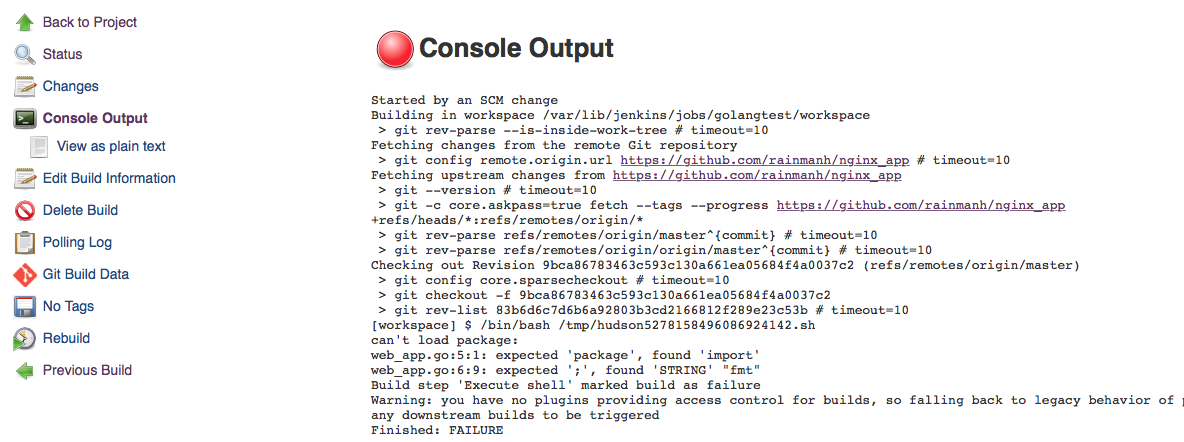 Back to Project
Status
Changes
Console Output
View as plain text
Edit Build Information
Delete Build
Polling Log
Git Build Data
No Tags
Rebuild
Previous Build
Console Output
Started by an SCM change
Building in workspace /var/lib/jenkins/jobs/golangtest/workspace
> git rev-parse --is-inside-work-tree # timeout=10
Fetching changes from the remote Git repository
> git config remote.origin.url https://github.com/rainmanh/nginx_app # timeout=10
Fetching upstream changes from https://github.com/rainmanh/nginx_app
> git --version # timeout=10
> git -c core.askpass=true fetch --tags --progress https://github.com/rainmanh/nginx_app
+refs/heads/*:refs/remotes/origin/*
> git rev-parse refs/remotes/origin/master^{commit} # timeout=10
> git rev-parse refs/remotes/origin/origin/master^{commit} # timeout=10
Checking out Revision 9bca86783463c593c130a661ea05684f4a0037c2 (refs/remotes/origin/master)
> git config core.sparsecheckout # timeout=10
> git checkout -f 9bca86783463c593c130a661ea05684f4a0037c2
> git rev-list 83b6d6c7d6b6a92803b3cd2166812f289e23c53b # timeout=10
[workspace] $ /bin/bash /tmp/hudson5278158496086924142.sh
can't load package:
web_app.go:5:1: expected 'package', found 'import'
web_app.go:6:9: expected ';', found 'STRING' "fmt"
Build step 'Execute shell' marked build as failure
Warning: you have no plugins providing access control for builds, so falling back to legacy behavior of
any downstream builds to be triggered
Finished: FAILURE